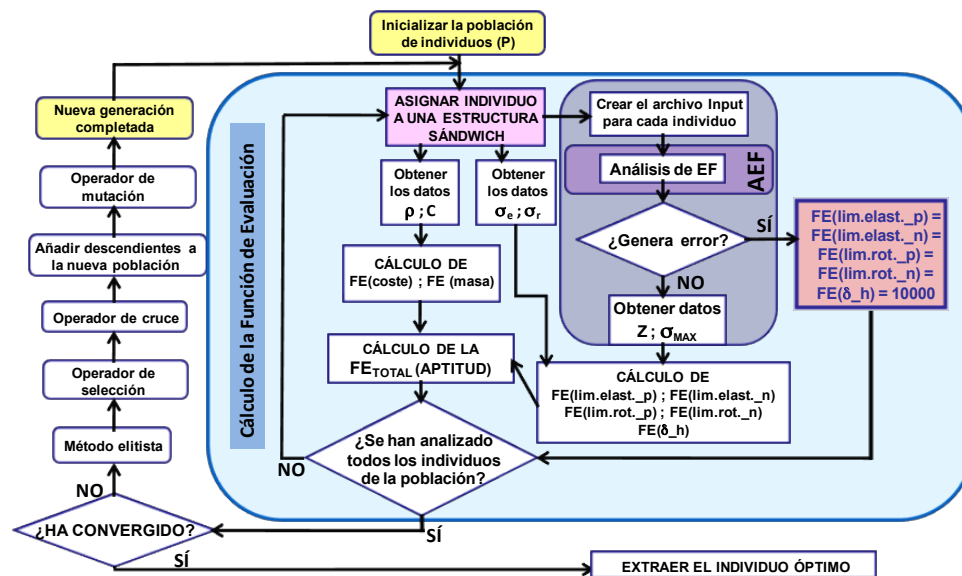 Inicializar la población
de individuos (P)
Nueva generación
completada
Operador de
mutación
Añadir descendientes a
la nueva población
Operador de cruce
Operador de
selección
Método elitista
NO
¿HA CONVERGIDO?
SÍ
EXTRAER EL INDIVIDUO ÓPTIMO
Cálculo de la Función de Evaluación
ASIGNAR INDIVIDUO
A UNA ESTRUCTURA
SÁNDWICH
Obtener
los datos
ρ ; C
Obtener
los datos
σe ; σr
CÁLCULO DE
FE(coste) ; FE (masa)
CÁLCULO DE LA
FETOTAL (APTITUD)
¿Se han analizado
todos los individuos
de la población?
NO
SÍ
Crear el archivo Input
para cada individuo
Análisis de EF
AEF
¿Genera error?
SÍ
NO
Obtener datos
Z ; σMAX
CÁLCULO DE
FE(lim.elast._p) ; FE(lim.elast._n)
FE(lim.rot._p) ; FE(lim.rot._n)
FE(δ_h)
FE(lim.elast._p) =
FE(lim.elast._n) =
FE(lim.rot._p) =
FE(lim.rot._n) =
FE(δ_h) = 10000